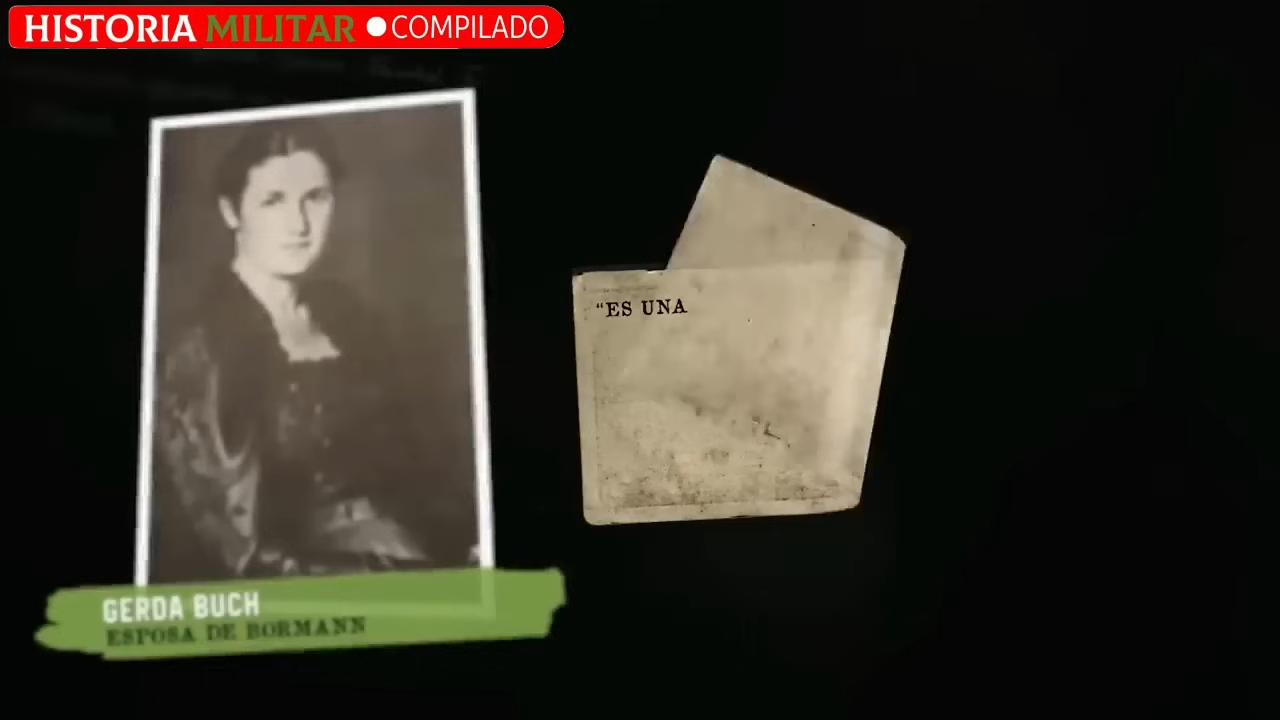 HISTORIA MILITAR COMPILADO
"ES UNA
GERDA BUCH
ESPOSA DE BORMANN